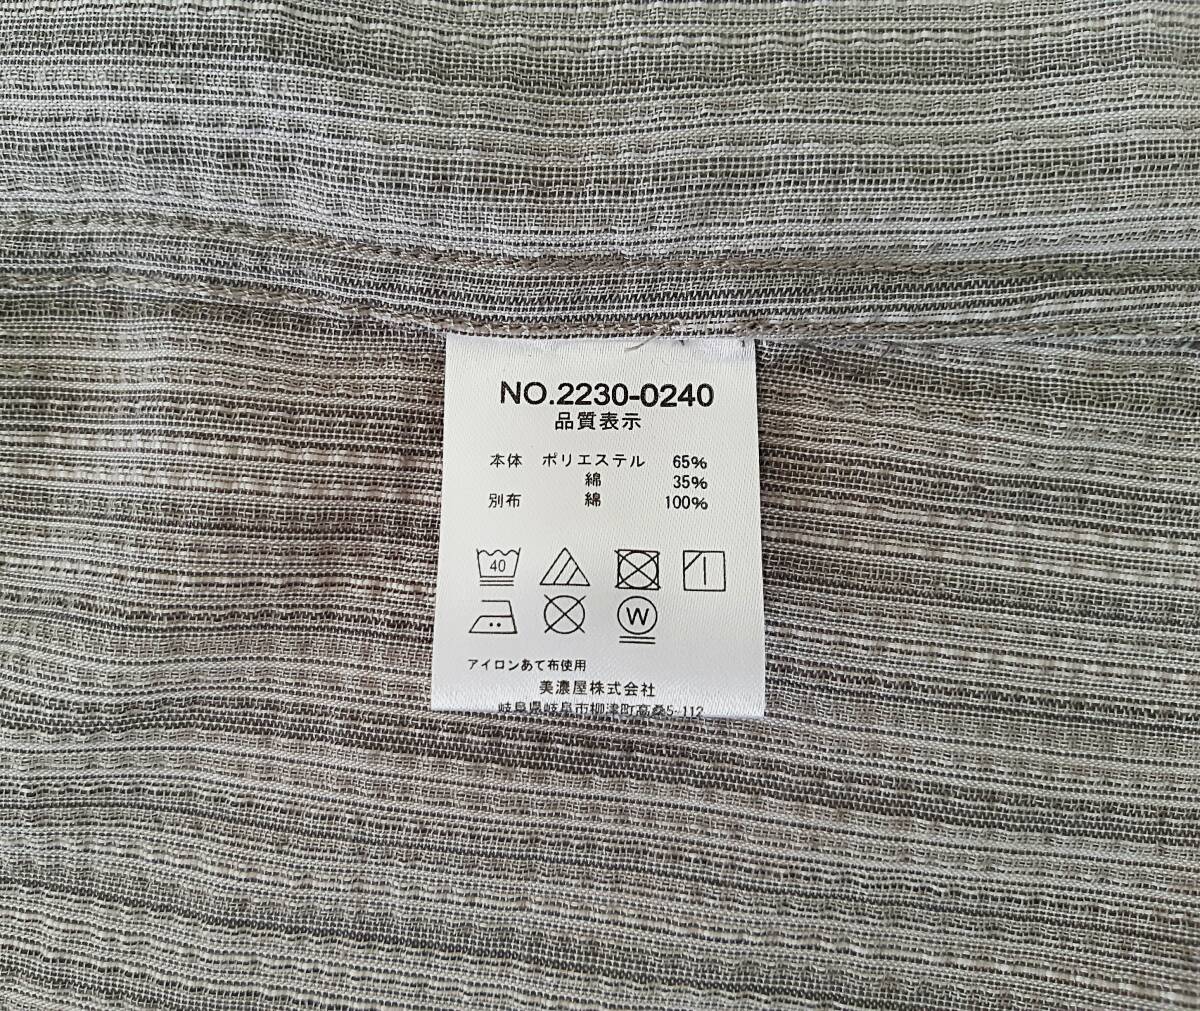 NO.2230-0240
品質表示
本体 ポリエステル 65%
綿 35%
別布 綿 100%
40
W
アイロンあて布使用
美濃屋株式会社
岐阜県岐阜市柳津町高桑5-112